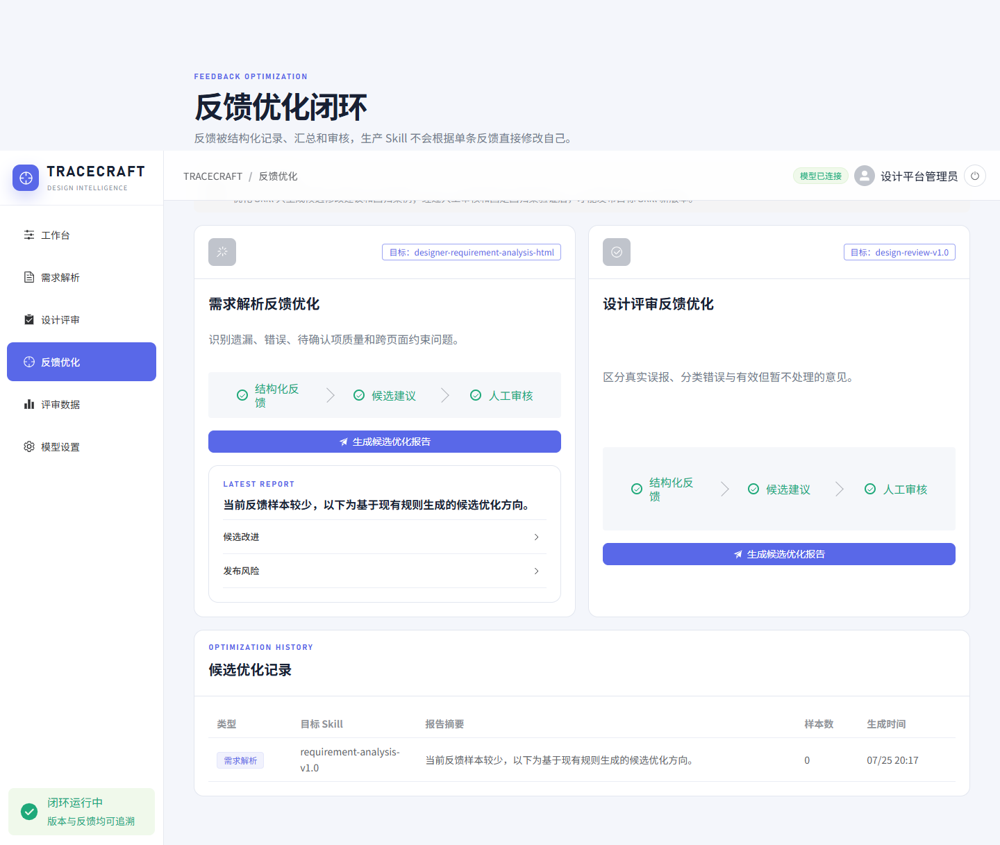 FEEDBACK OPTIMIZATION
反馈优化闭环
反馈被结构化记录、汇总和审核，生产 Skill 不会根据单条反馈直接修改自己。
TRACECRAFT
DESIGN INTELLIGENCE
TRACECRAFT / 反馈优化
模型已连接
设计平台管理员
工作台
需求解析
设计评审
反馈优化
评审数据
模型设置
闭环运行中
版本与反馈均可追溯
目标：designer-requirement-analysis-html
需求解析反馈优化
识别遗漏、错误、待确认项质量和跨页面约束问题。
结构化反
馈
候选建议
人工审核
生成候选优化报告
LATEST REPORT
当前反馈样本较少，以下为基于现有规则生成的候选优化方向。
候选改进
发布风险
目标：design-review-v1.0
设计评审反馈优化
区分真实误报、分类错误与有效但暂不处理的意见。
结构化反
馈
候选建议
人工审核
生成候选优化报告
OPTIMIZATION HISTORY
候选优化记录
类型 目标 Skill 报告摘要 样本数 生成时间
需求解析 requirement-analysis-
v1.0 当前反馈样本较少，以下为基于现有规则生成的候选优化方向。 0 07/25 20:17